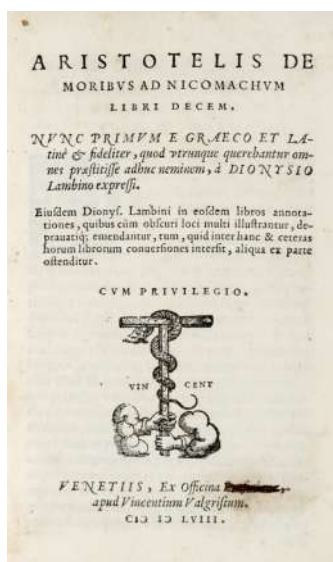 ARISTOTELIS DE
MORIBVS AD NICOMACHVM
LIBRI DECEM.
NVNC PRIMVM E GRAECO ET LA-
tinè & fideliter, quod vtrunque querebantur om-
nes præstitisse adhuc neminem, à DIONYSIO
Lambino expressi.
Eiusdem Dionys. Lambini in eosdem libros annota-
tiones, quibus cùm obscuri loci multi illustrantur, de-
prauatiq; emendantur, tum, quid inter hanc & ceteras
horum librorum conuersiones intersit, aliqua ex parte
ostenditur.
CVM PRIVILEGIO.
VIN CENT
VENETIIS, Ex Officina
apud Vincentium Valgrisium.
CIƆ IƆ LVIII.